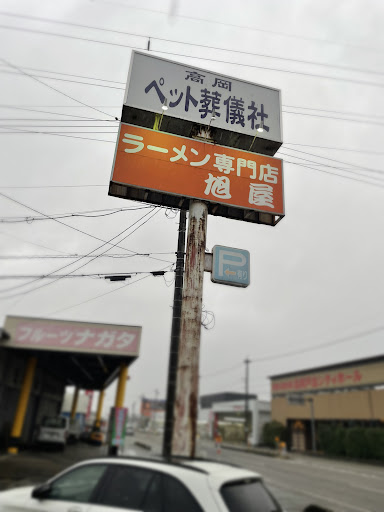 高岡
ペット葬儀社
ラーメン専門店
旭屋
P
フルーツナガタ